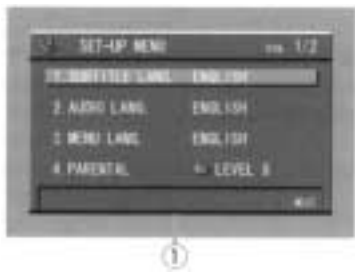 SET-UP MENU 1/2
1 SUBTITLE LANG. ENGLISH
2 AUDIO LANG. ENGLISH
3 MENU LANG. ENGLISH
4 PARENTAL LEVEL 8
①